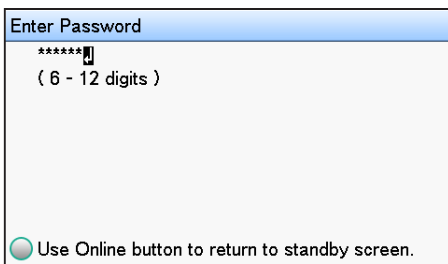 Enter Password
******↲
( 6 - 12 digits )
Use Online button to return to standby screen.